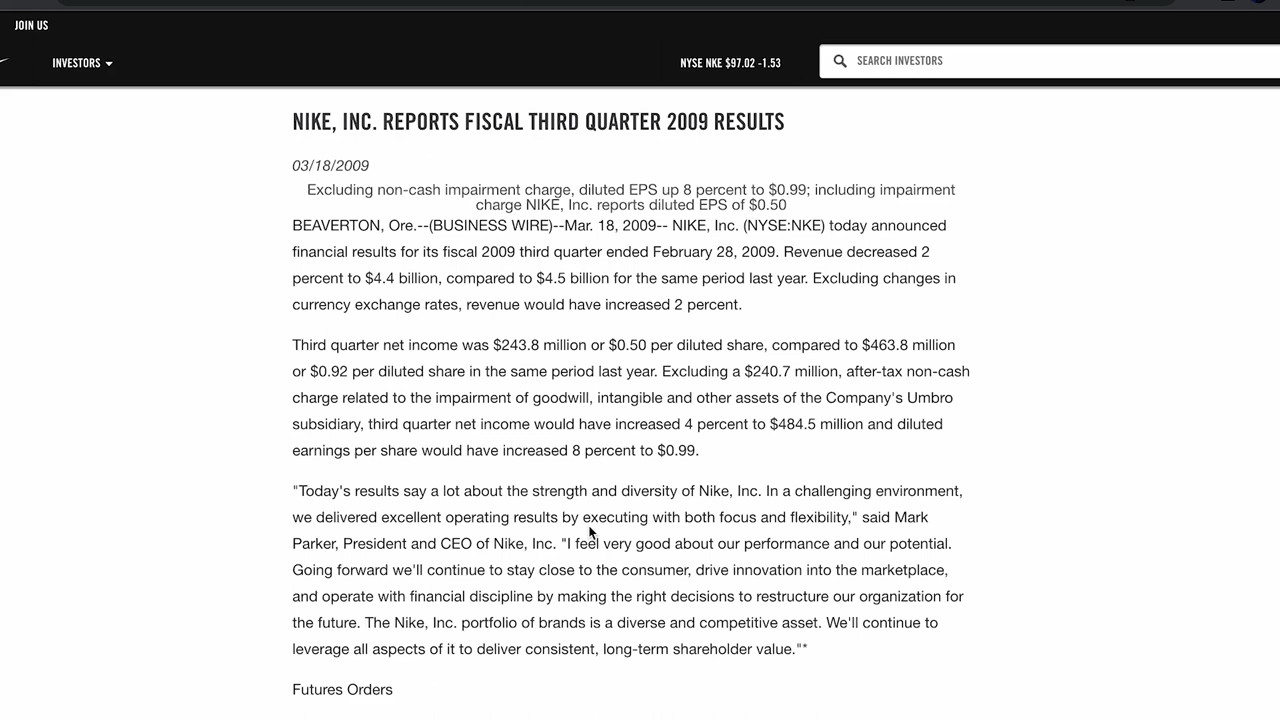 JOIN US
INVESTORS
NYSE NKE $97.02 -1.53
SEARCH INVESTORS
NIKE, INC. REPORTS FISCAL THIRD QUARTER 2009 RESULTS
03/18/2009
Excluding non-cash impairment charge, diluted EPS up 8 percent to $0.99; including impairment
charge NIKE, Inc. reports diluted EPS of $0.50
BEAVERTON, Ore.--(BUSINESS WIRE)--Mar. 18, 2009-- NIKE, Inc. (NYSE:NKE) today announced
financial results for its fiscal 2009 third quarter ended February 28, 2009. Revenue decreased 2
percent to $4.4 billion, compared to $4.5 billion for the same period last year. Excluding changes in
currency exchange rates, revenue would have increased 2 percent.
Third quarter net income was $243.8 million or $0.50 per diluted share, compared to $463.8 million
or $0.92 per diluted share in the same period last year. Excluding a $240.7 million, after-tax non-cash
charge related to the impairment of goodwill, intangible and other assets of the Company's Umbro
subsidiary, third quarter net income would have increased 4 percent to $484.5 million and diluted
earnings per share would have increased 8 percent to $0.99.
"Today's results say a lot about the strength and diversity of Nike, Inc. In a challenging environment,
we delivered excellent operating results by executing with both focus and flexibility," said Mark
Parker, President and CEO of Nike, Inc. "I feel very good about our performance and our potential.
Going forward we'll continue to stay close to the consumer, drive innovation into the marketplace,
and operate with financial discipline by making the right decisions to restructure our organization for
the future. The Nike, Inc. portfolio of brands is a diverse and competitive asset. We'll continue to
leverage all aspects of it to deliver consistent, long-term shareholder value."*
Futures Orders